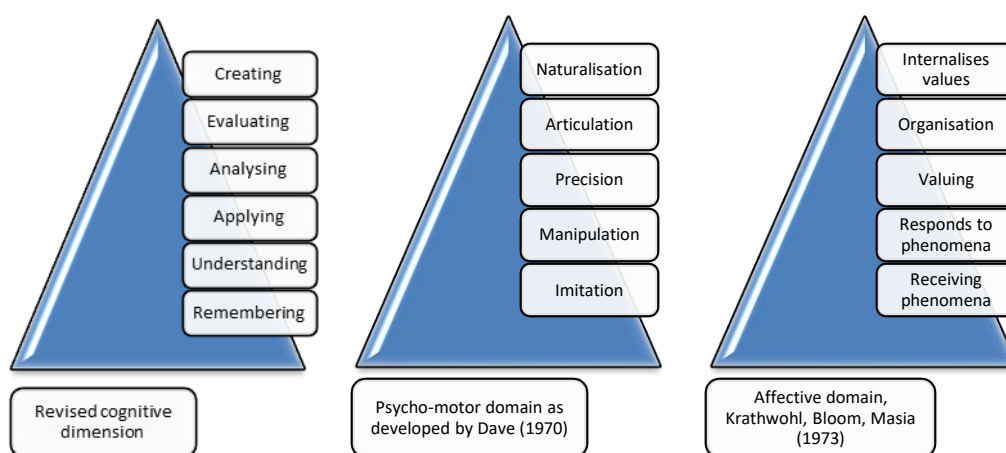 Creating
Evaluating
Analysing
Applying
Understanding
Remembering
Revised cognitive
dimension
Naturalisation
Articulation
Precision
Manipulation
Imitation
Psycho-motor domain as
developed by Dave (1970)
Internalises
values
Organisation
Valuing
Responds to
phenomena
Receiving
phenomena
Affective domain,
Krathwohl, Bloom, Masia
(1973)